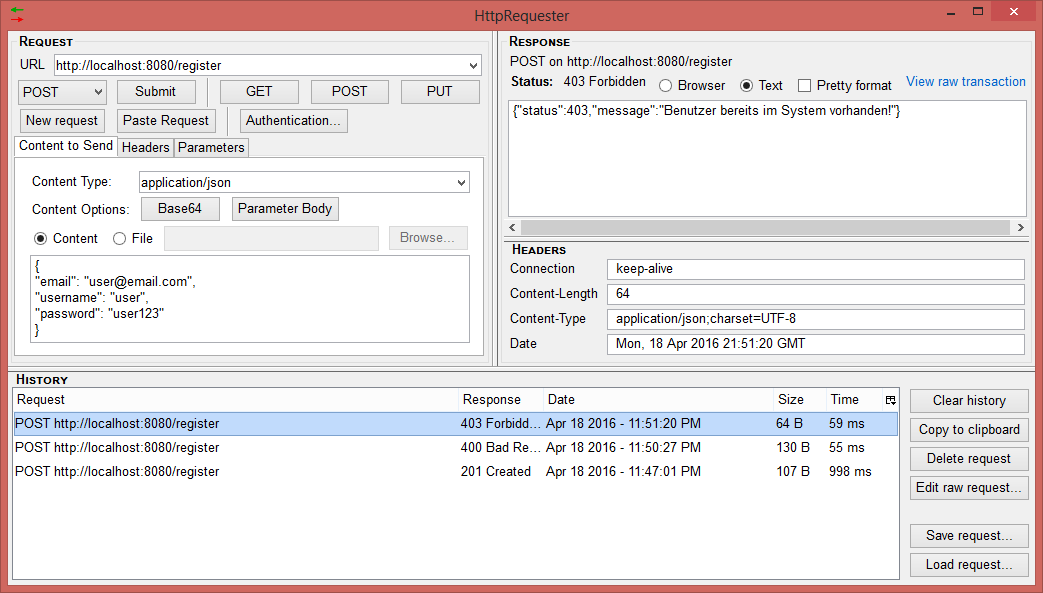 HttpRequester
REQUEST
URL http://localhost:8080/register
POST Submit GET POST PUT
New request Paste Request Authentication...
Content to Send Headers Parameters
Content Type: application/json
Content Options: Base64 Parameter Body
Content File Browse...
{
"email": "user@email.com",
"username": "user",
"password": "user123"
}
RESPONSE
POST on http://localhost:8080/register
Status: 403 Forbidden Browser Text Pretty format View raw transaction
{"status":403,"message":"Benutzer bereits im System vorhanden!"}
HEADERS
Connection keep-alive
Content-Length 64
Content-Type application/json;charset=UTF-8
Date Mon, 18 Apr 2016 21:51:20 GMT
HISTORY
Request Response Date Size Time
POST http://localhost:8080/register 403 Forbidd... Apr 18 2016 - 11:51:20 PM 64 B 59 ms
POST http://localhost:8080/register 400 Bad Re... Apr 18 2016 - 11:50:27 PM 130 B 55 ms
POST http://localhost:8080/register 201 Created Apr 18 2016 - 11:47:01 PM 107 B 998 ms
Clear history
Copy to clipboard
Delete request
Edit raw request...
Save request...
Load request...